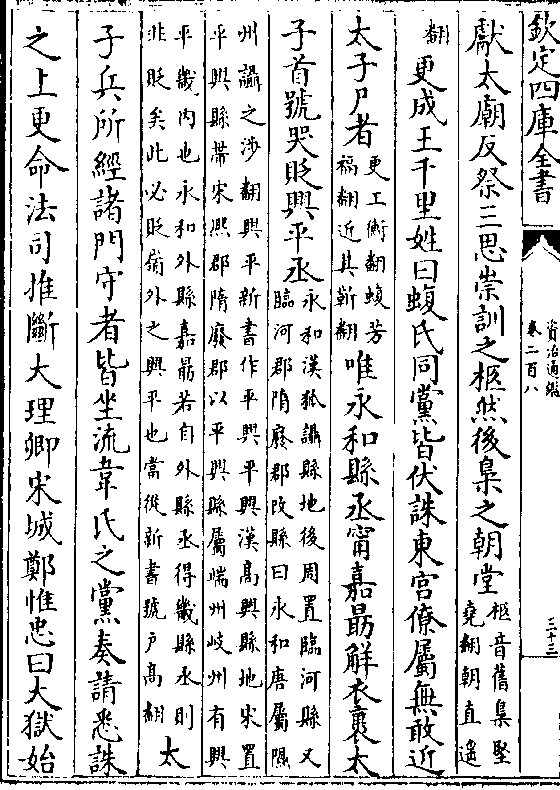 欽定四庫全書
資治通鑑
卷二百八
三十三
獻太廟及祭三思崇訓之柩然後梟之朝堂柩音舊梟堅
堯翻朝直遙
翻更成王千里姓曰蝮氏同黨皆伏誅東宫僚屬無敢近
太子尸者更工衡翻蝮芳
福翻近其靳翻唯永和縣丞甯嘉勗解衣裹太
子首號哭貶興平丞永和漢狐讘縣地後周置臨河縣又
臨河郡隋廢郡改縣曰永和唐屬隰
州讘之渉翻興平新書作平興平興漢高興縣地宋置
平興縣帶宋熙郡隋廢郡以平興縣屬端州岐州有興
平畿内也永和外縣嘉勗若自外縣丞得畿縣丞則
非貶矣此必貶嶺外之興平也當從新書號户高翻太
子兵所經諸門守者皆坐流韋氏之黨奏請悉誅
之上更命法司推斷大理卿宋城鄭惟忠曰大獄始